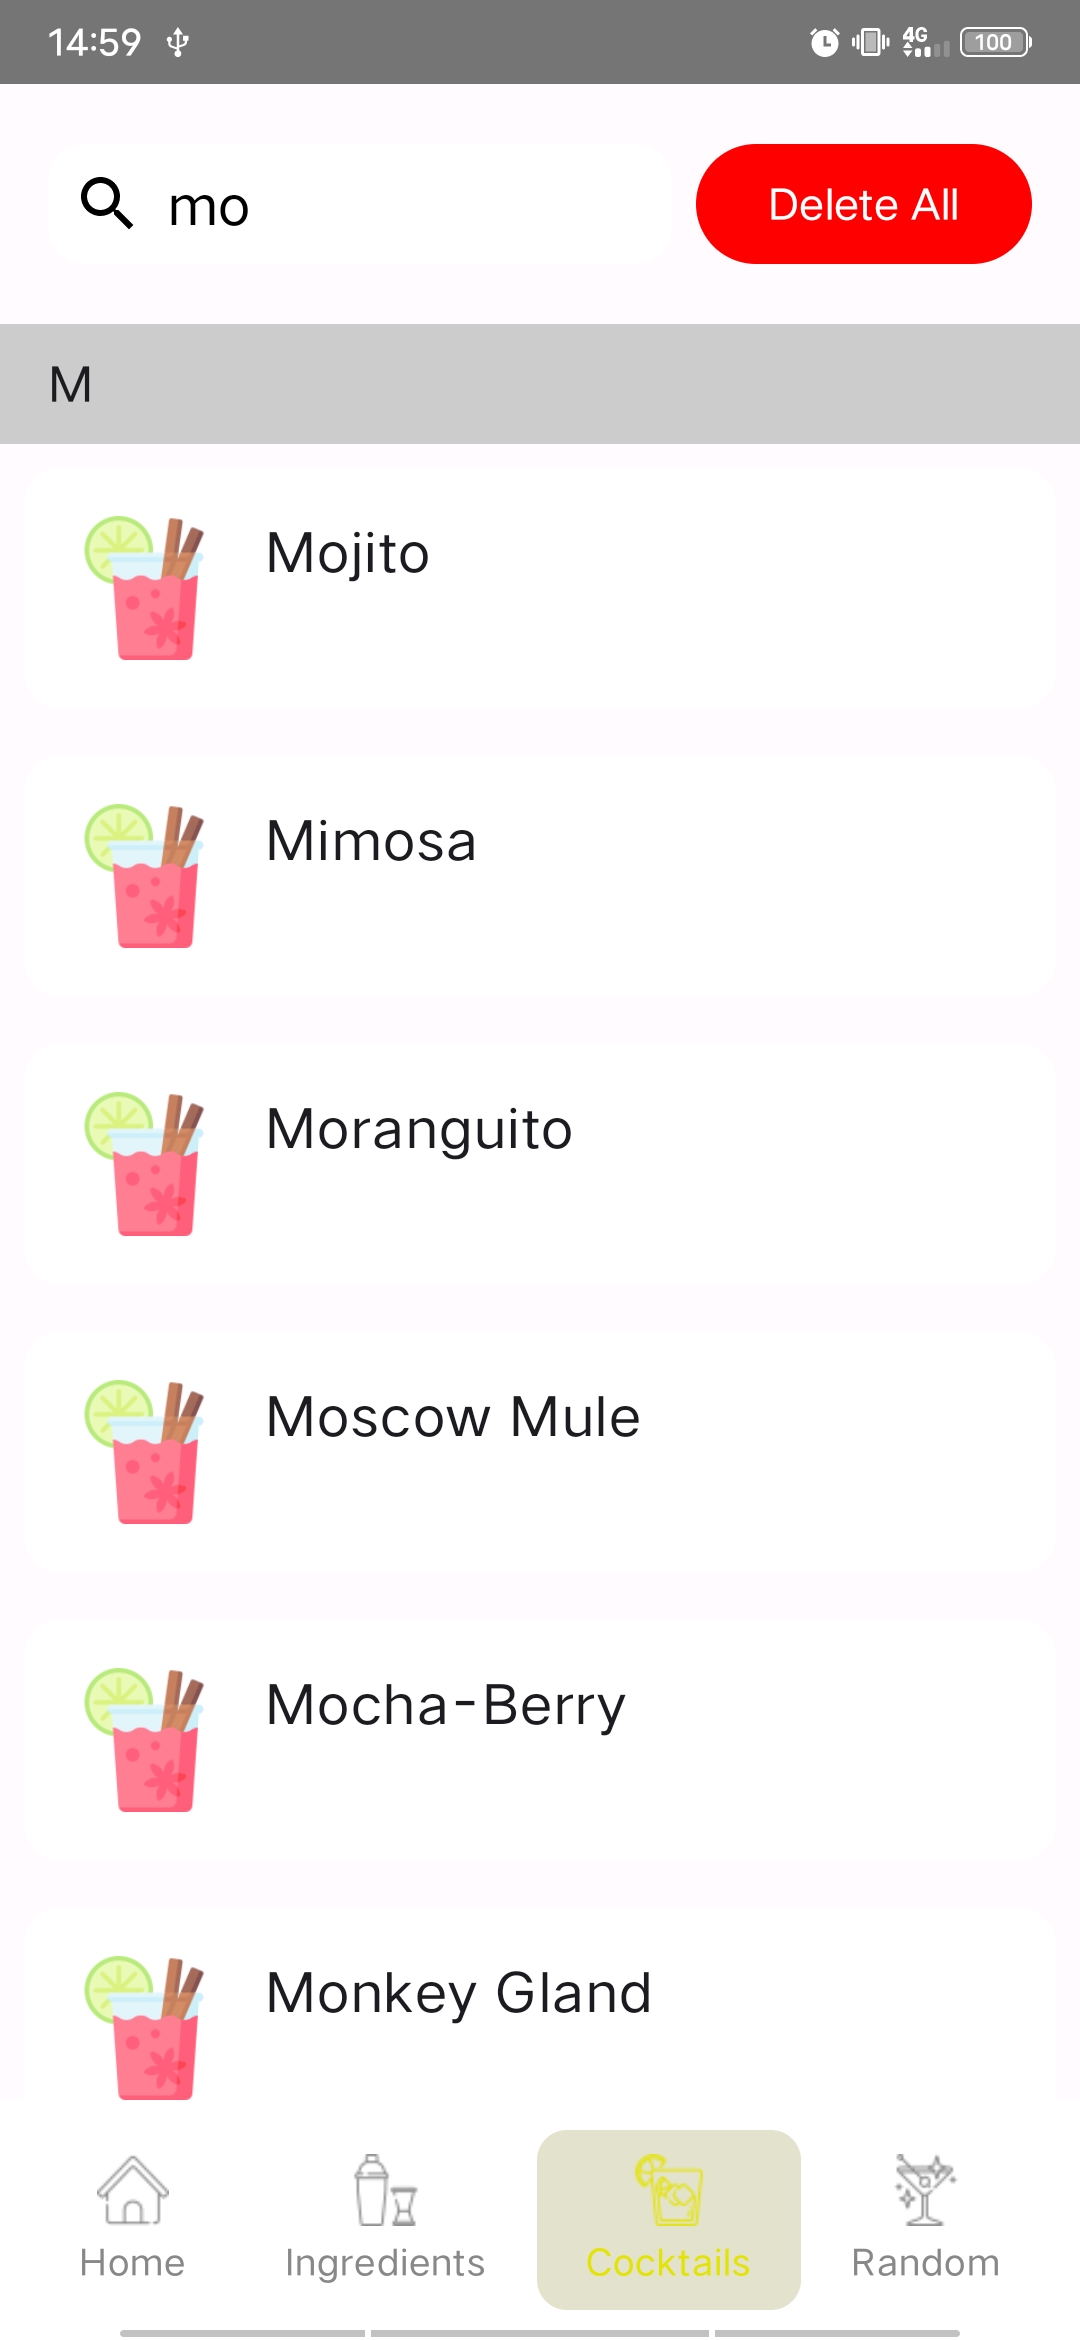 14:59 4G 100
mo
Delete All
M
Mojito
Mimosa
Moranguito
Moscow Mule
Mocha-Berry
Monkey Gland
Home Ingredients Cocktails Random